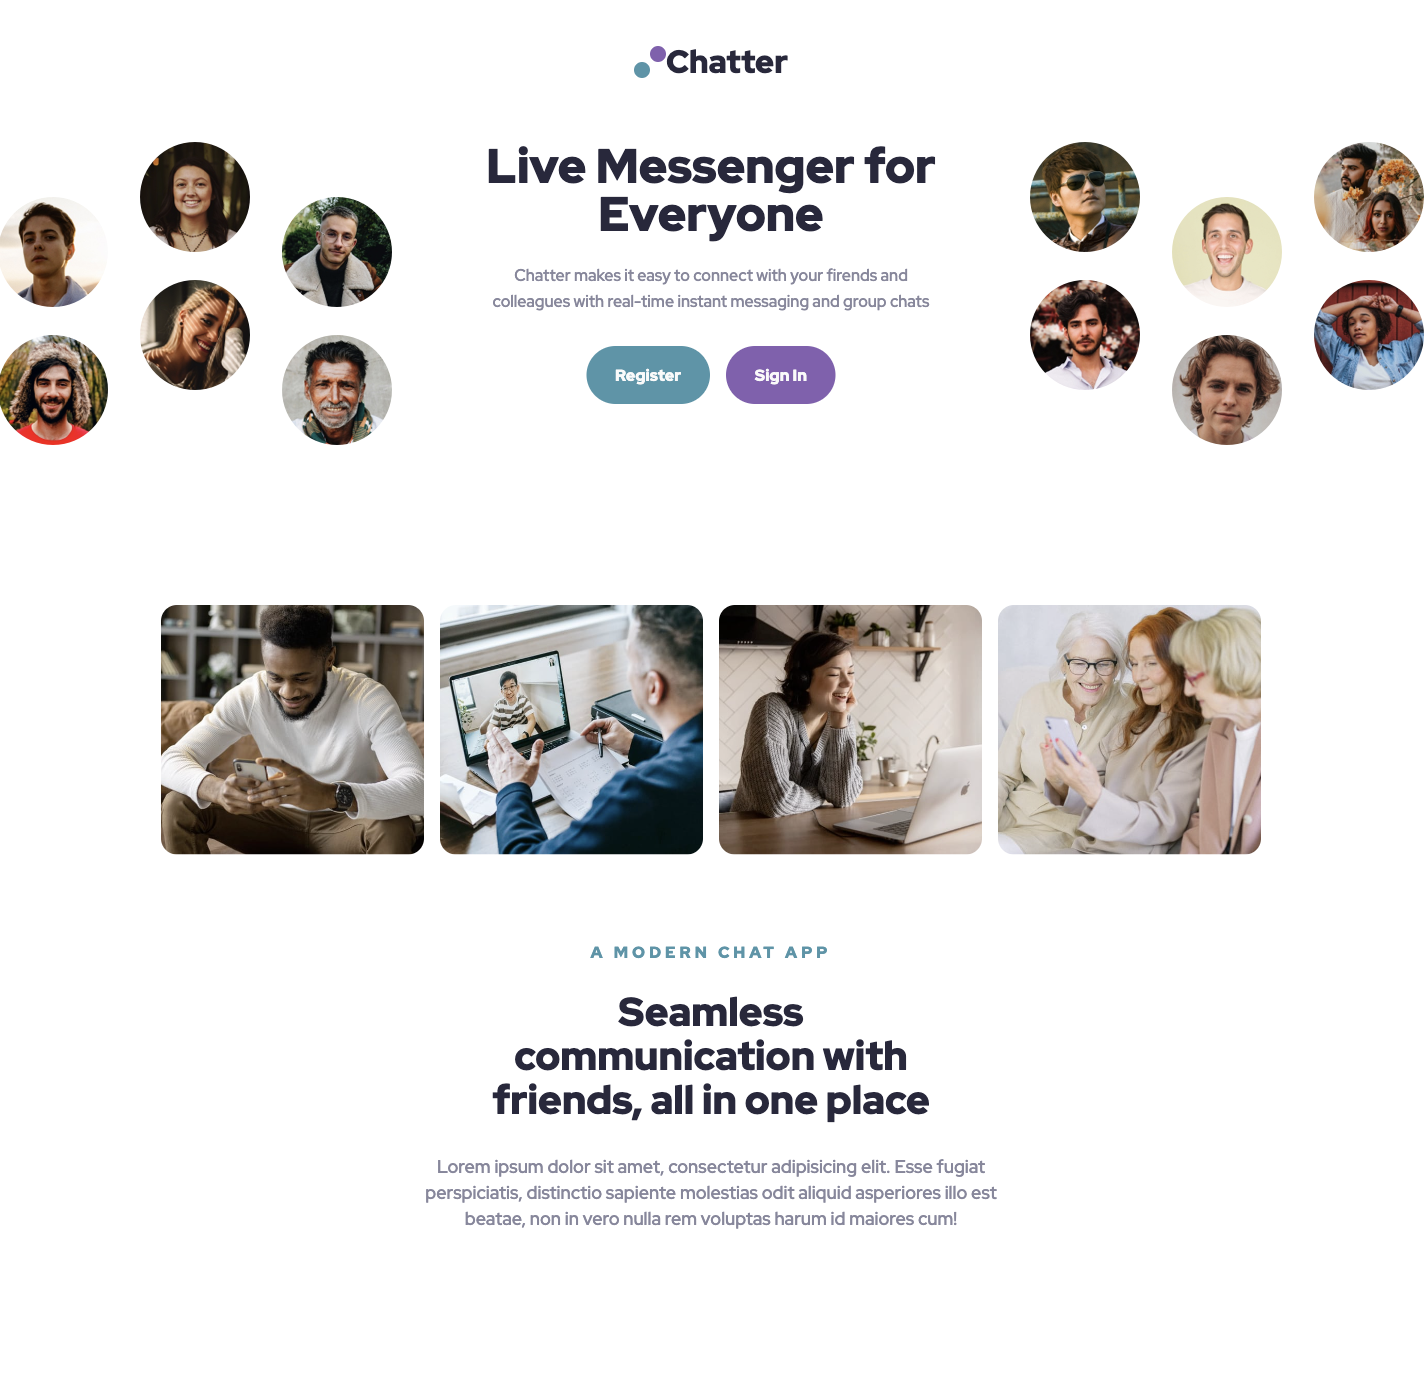 Chatter
Live Messenger for
Everyone
Chatter makes it easy to connect with your firends and
colleagues with real-time instant messaging and group chats
Register
Sign In
A MODERN CHAT APP
Seamless
communication with
friends, all in one place
Lorem ipsum dolor sit amet, consectetur adipisicing elit. Esse fugiat
perspiciatis, distinctio sapiente molestias odit aliquid asperiores illo est
beatae, non in vero nulla rem voluptas harum id maiores cum!